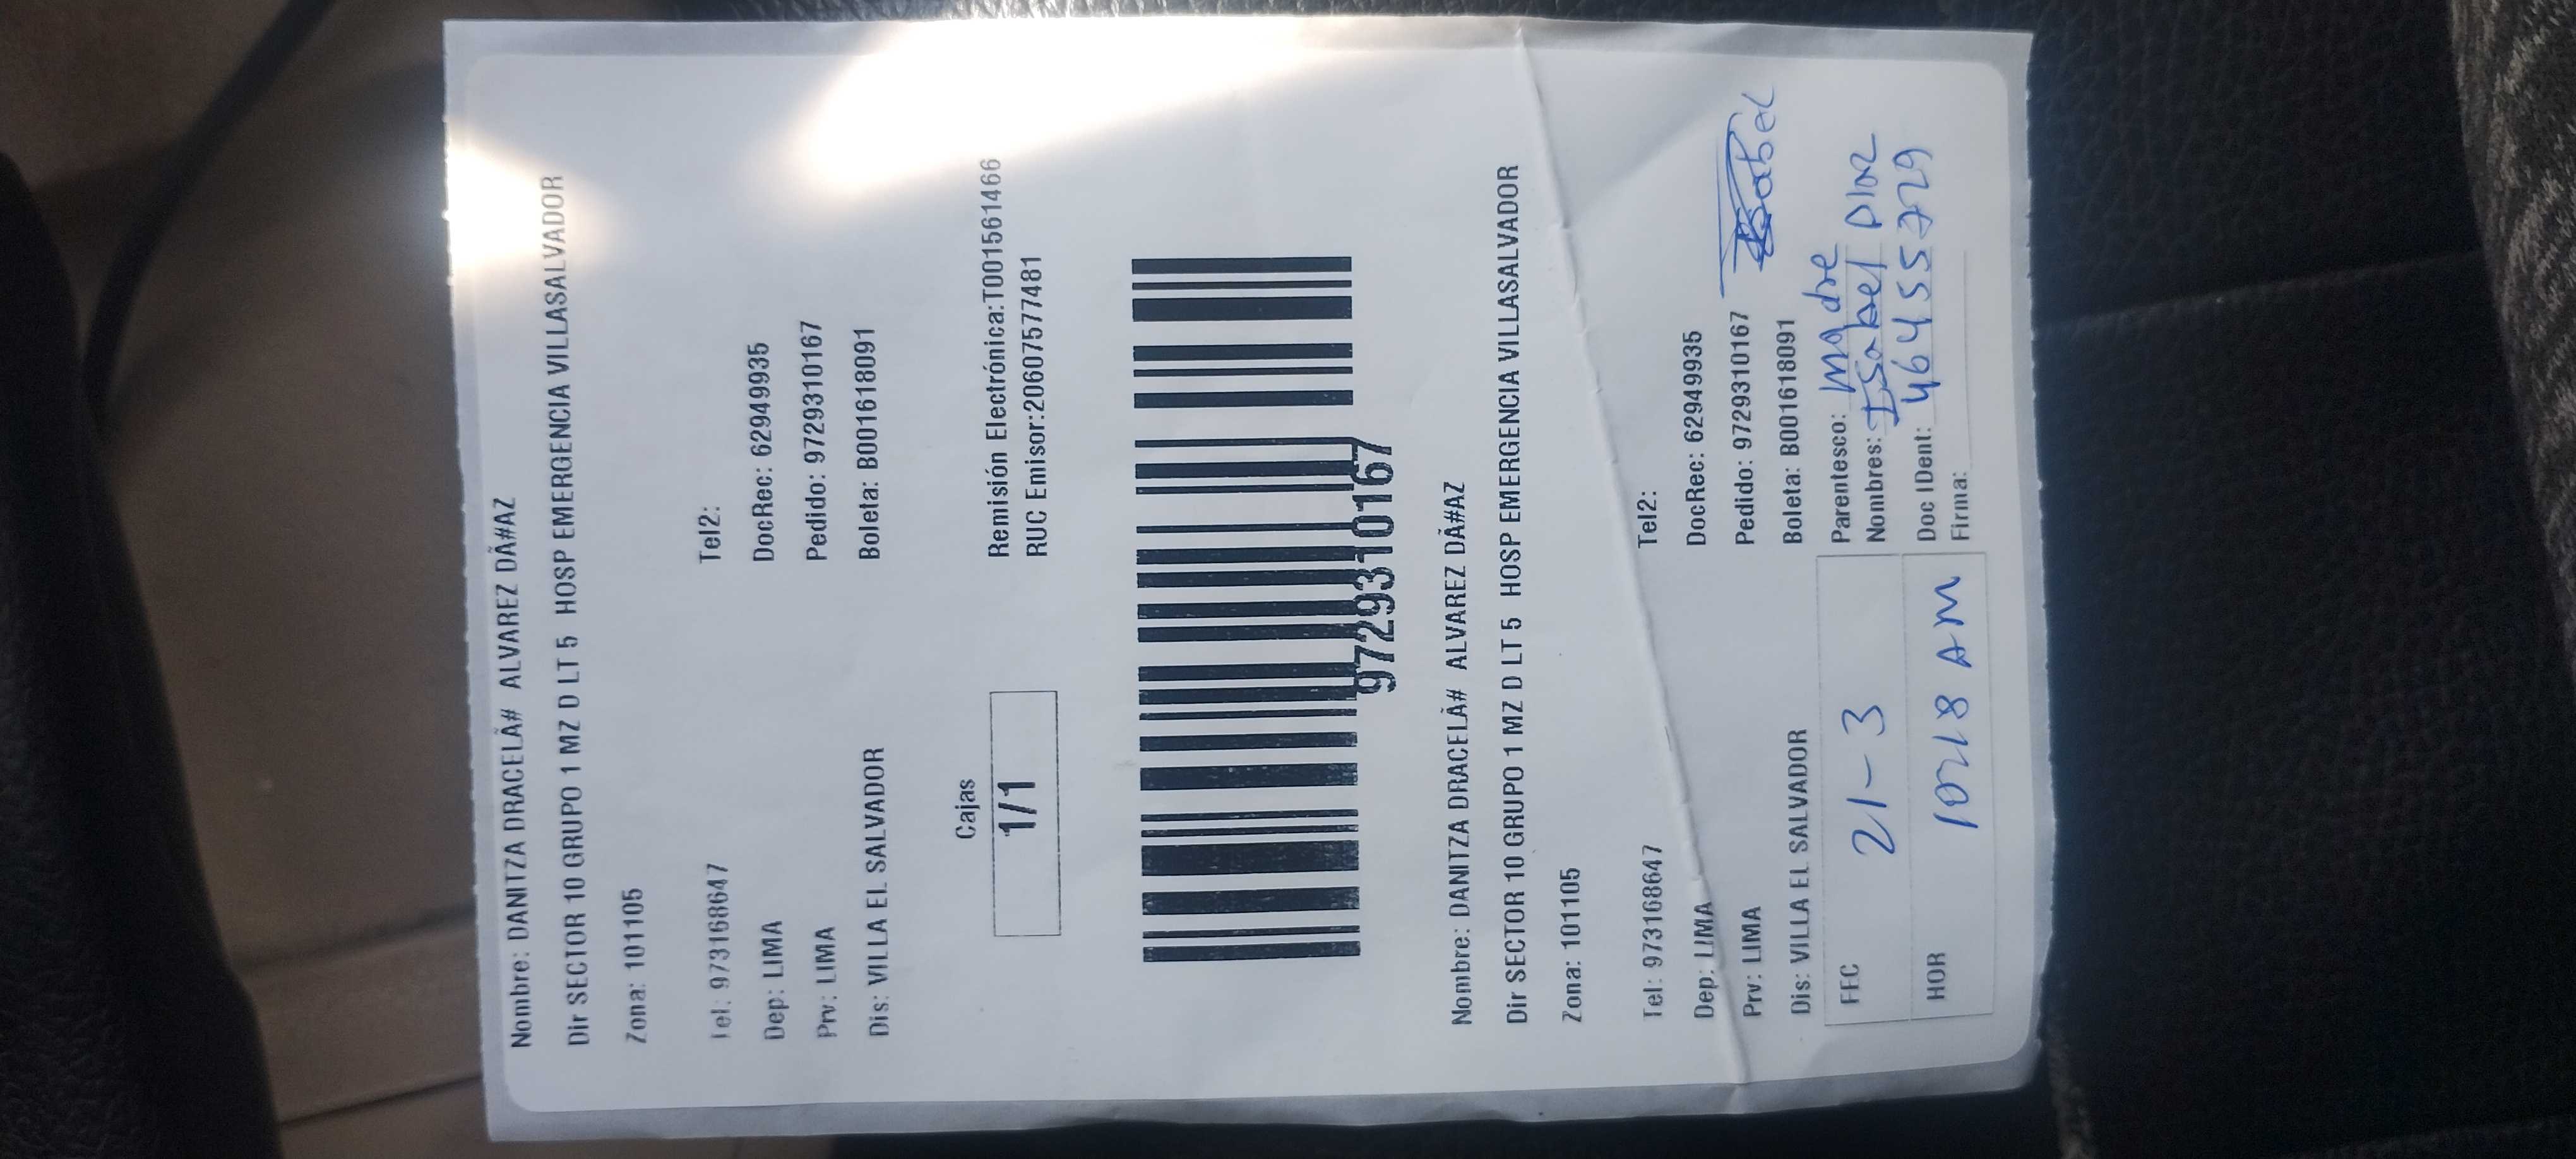 Nombre: DANITZA DRACELÃ# ALVAREZ DÃ#AZ
Dir SECTOR 10 GRUPO 1 MZ D LT 5 HOSP EMERGENCIA VILLASALVADOR
Zona: 101105
Tel: 973168647 Tel2:
Dep: LIMA DocRec: 62949935
Prv: LIMA Pedido: 97293101​67
Dis: VILLA EL SALVADOR Boleta: B001618091
Cajas
1/1
Remisión Electrónica:T001561466
RUC Emisor:20607577481
9729310167
Nombre: DANITZA DRACELÃ# ALVAREZ DÃ#AZ
Dir SECTOR 10 GRUPO 1 MZ D LT 5 HOSP EMERGENCIA VILLASALVADOR
Zona: 101105
Tel: 973168647 Tel2:
Dep: LIMA DocRec: 62949935
Prv: LIMA Pedido: 9729310167
Dis: VILLA EL SALVADOR Boleta: B001618091
FEC 21-3
HOR 10:18 AM
Parentesco: Madre
Nombres: Isabel Diaz
Doc IDent: 46455729
Firma:
Isabel